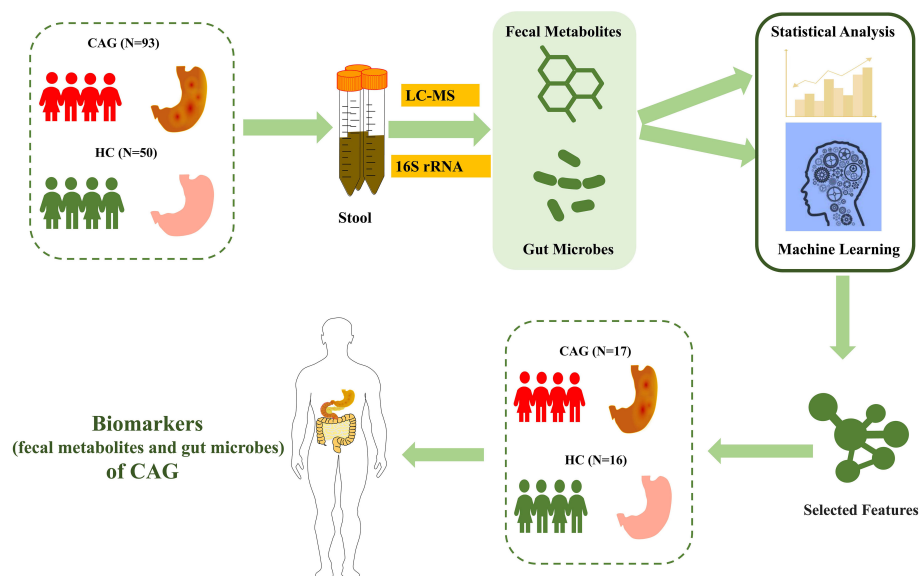 CAG (N=93)
HC (N=50)
Stool
LC-MS
16S rRNA
Fecal Metabolites
Gut Microbes
Statistical Analysis
Machine Learning
Selected Features
CAG (N=17)
HC (N=16)
Biomarkers
(fecal metabolites and gut microbes)
of CAG